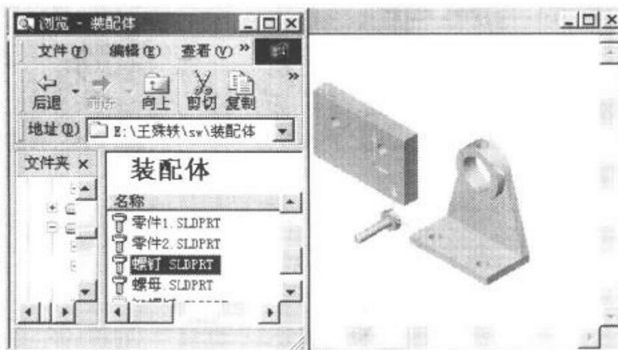 浏览 - 装配体
文件(F) 编辑(E) 查看(V) »
后退 前进 向上 剪切 复制 »
地址(D) E:\王殊轶\sw\装配体
文件夹 ×
装配体
名称
零件1.SLDPRT
零件2.SLDPRT
螺钉.SLDPRT
螺母.SLDPRT